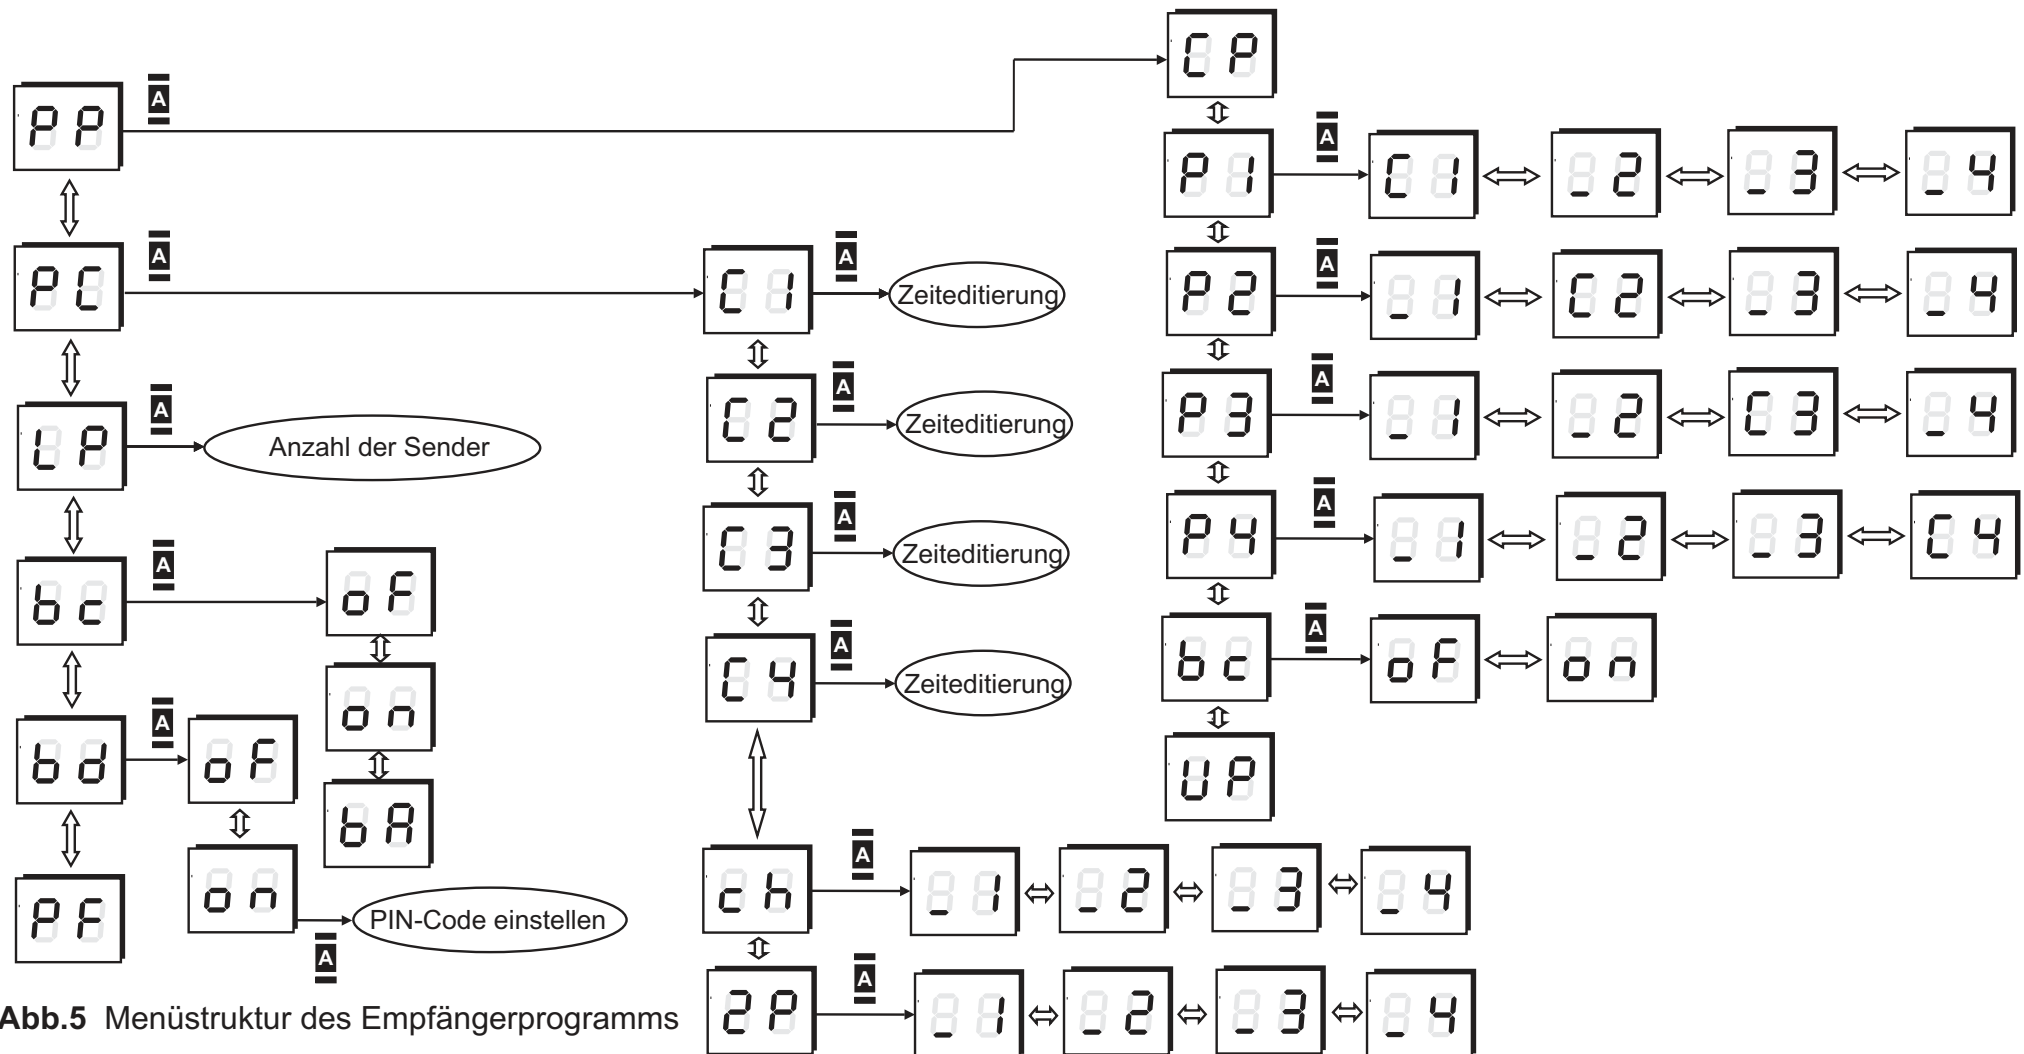 CP
A
PP
A
P1 C1 _2 _3 _4
A
PC
A
C1
A
Zeiteditierung
A
P2 _1 C2 _3 _4
A
LP
Anzahl der Sender
A
C2
Zeiteditierung
A
P3 _1 _2 C3 _4
A
bc
oF
A
C3
Zeiteditierung
A
P4 _1 _2 _3 C4
on
A
C4
Zeiteditierung
A
bc oF on
A
bd oF
bA
UP
PF
on
A
PIN-Code einstellen
A
ch _1 _2 _3 _4
A
2P _1 _2 _3 _4
Abb.5 Menüstruktur des Empfängerprogramms